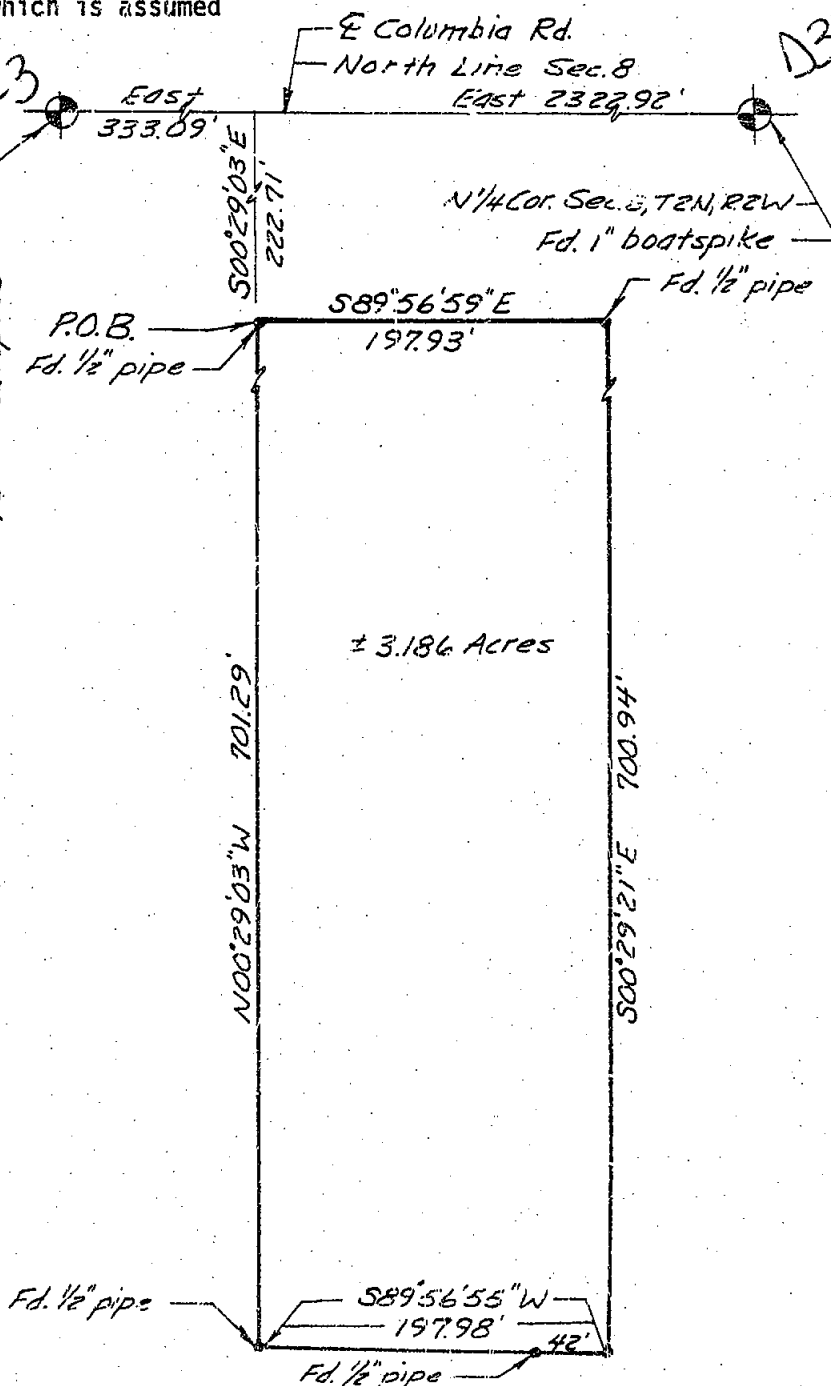 which is assumed
℄ Columbia Rd.
North Line Sec. 8
C3
D3
East
333.09'
East 2322.92'
S00°29'03"E
222.71'
N'1/4 Cor. Sec. 8, T2N, R2W
Fd. 1" boatspike
Fd. 1/2" pipe
S89°56'59"E
197.93'
P.O.B.
Fd. 1/2" pipe
± 3.186 Acres
N00°29'03"W 701.29'
S00°29'21"E 700.94'
Fd. 1/2" pipe
S89°56'55"W
197.98'
42'
Fd. 1/2" pipe